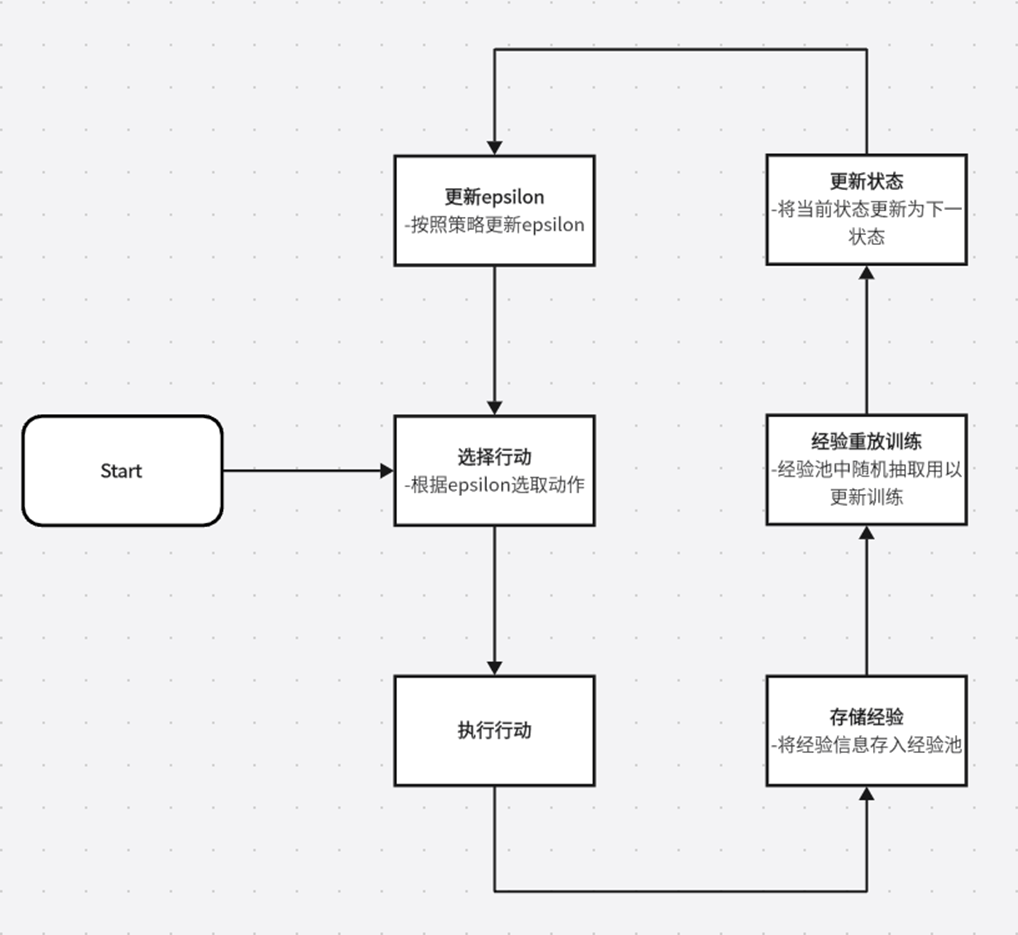 更新epsilon
-按照策略更新epsilon
更新状态
-将当前状态更新为下一
状态
Start
选择行动
-根据epsilon选取动作
经验重放训练
-经验池中随机抽取用以
更新训练
执行行动
存储经验
-将经验信息存入经验池